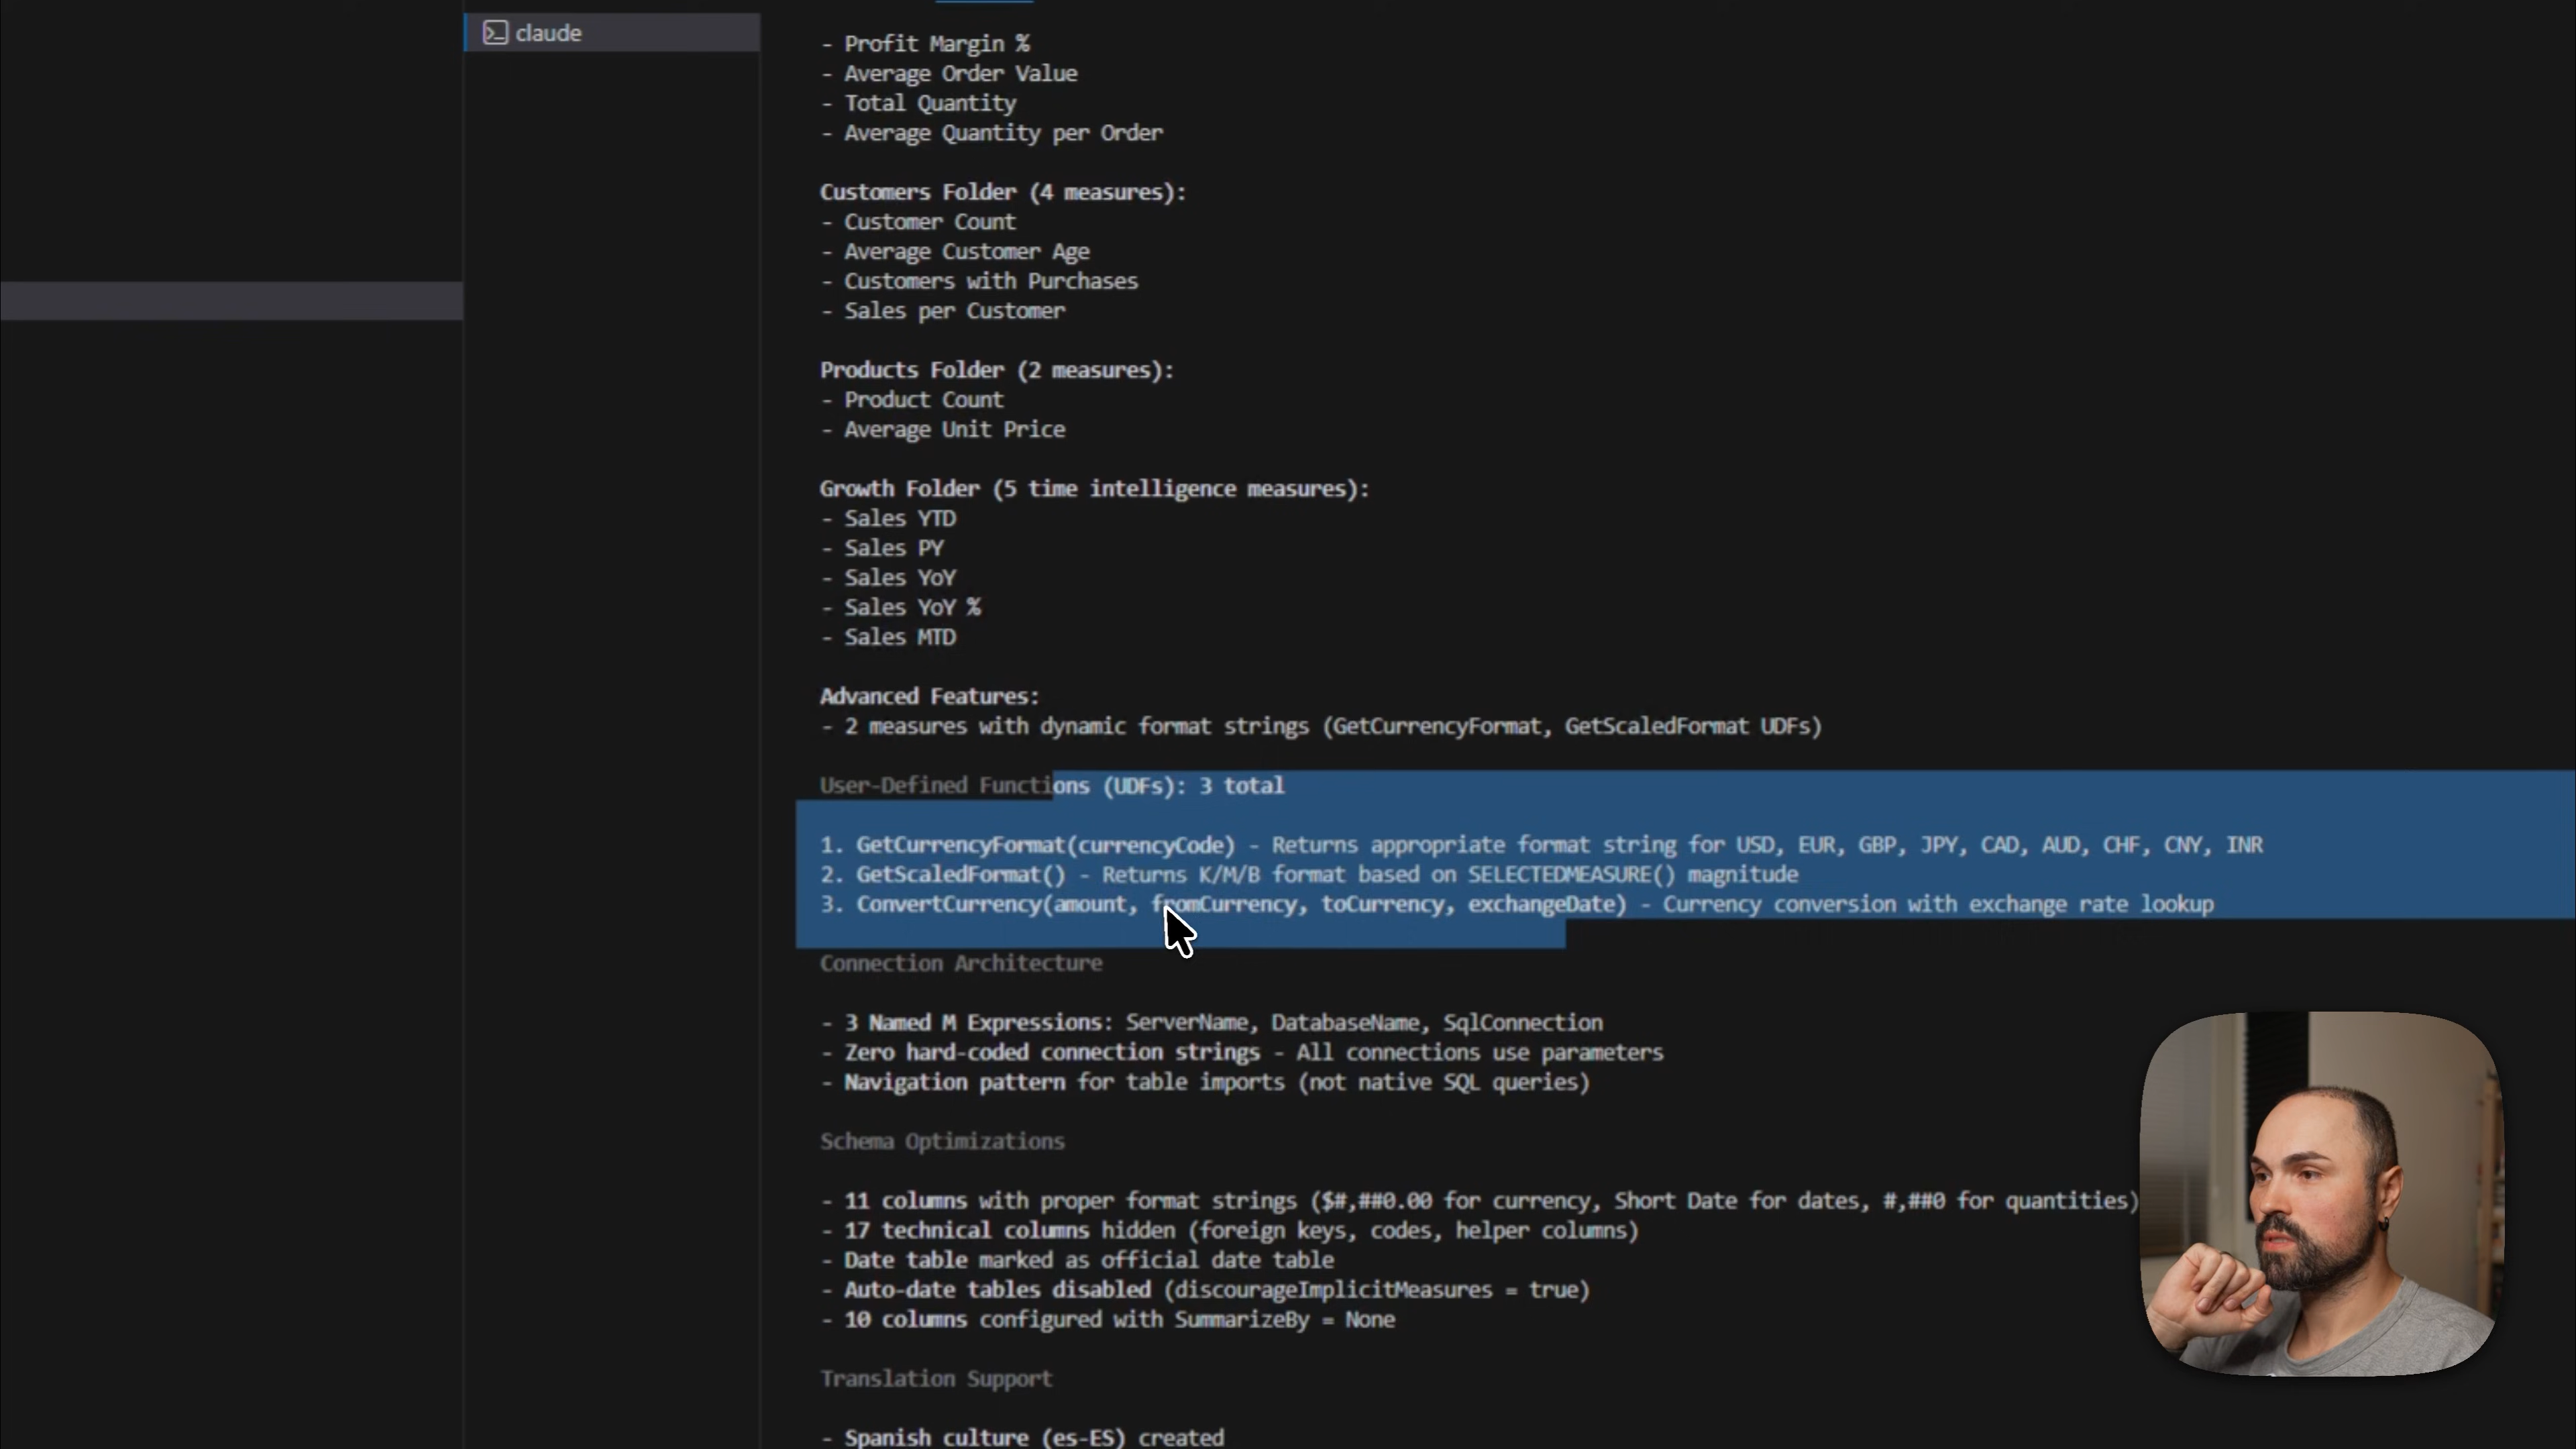 claude
- Profit Margin %
- Average Order Value
- Total Quantity
- Average Quantity per Order
Customers Folder (4 measures):
- Customer Count
- Average Customer Age
- Customers with Purchases
- Sales per Customer
Products Folder (2 measures):
- Product Count
- Average Unit Price
Growth Folder (5 time intelligence measures):
- Sales YTD
- Sales PY
- Sales YoY
- Sales YoY %
- Sales MTD
Advanced Features:
- 2 measures with dynamic format strings (GetCurrencyFormat, GetScaledFormat UDFs)
User-Defined Functions (UDFs): 3 total
1. GetCurrencyFormat(currencyCode) - Returns appropriate format string for USD, EUR, GBP, JPY, CAD, AUD, CHF, CNY, INR
2. GetScaledFormat() - Returns K/M/B format based on SELECTEDMEASURE() magnitude
3. ConvertCurrency(amount, fromCurrency, toCurrency, exchangeDate) - Currency conversion with exchange rate lookup
Connection Architecture
- 3 Named M Expressions: ServerName, DatabaseName, SqlConnection
- Zero hard-coded connection strings - All connections use parameters
- Navigation pattern for table imports (not native SQL queries)
Schema Optimizations
- 11 columns with proper format strings ($#,##0.00 for currency, Short Date for dates, #,##0 for quantities)
- 17 technical columns hidden (foreign keys, codes, helper columns)
- Date table marked as official date table
- Auto-date tables disabled (discourageImplicitMeasures = true)
- 10 columns configured with SummarizeBy = None
Translation Support
- Spanish culture (es-ES) created